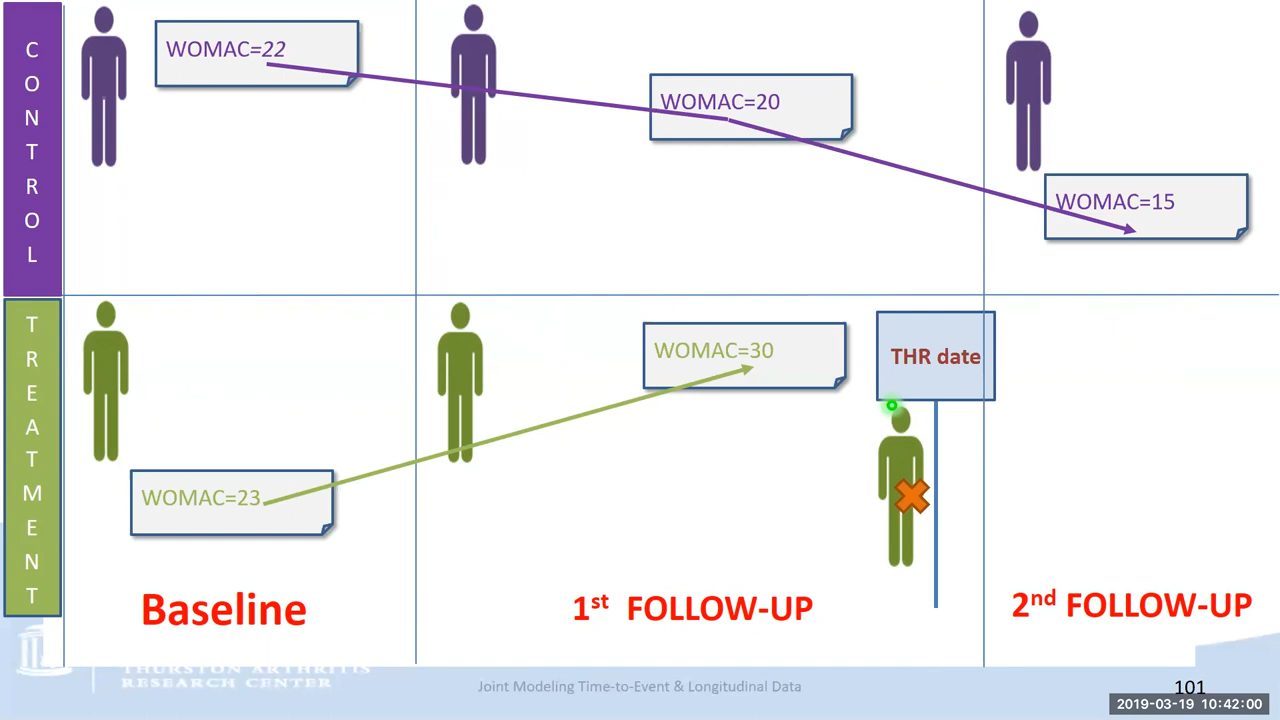 CONTROL
WOMAC=22
WOMAC=20
WOMAC=15
TREATMENT
WOMAC=23
WOMAC=30
THR date
Baseline
1st FOLLOW-UP
2nd FOLLOW-UP
THURSTON ARTHRITIS
RESEARCH CENTER
Joint Modeling Time-to-Event & Longitudinal Data
101
2019-03-19 10:42:00